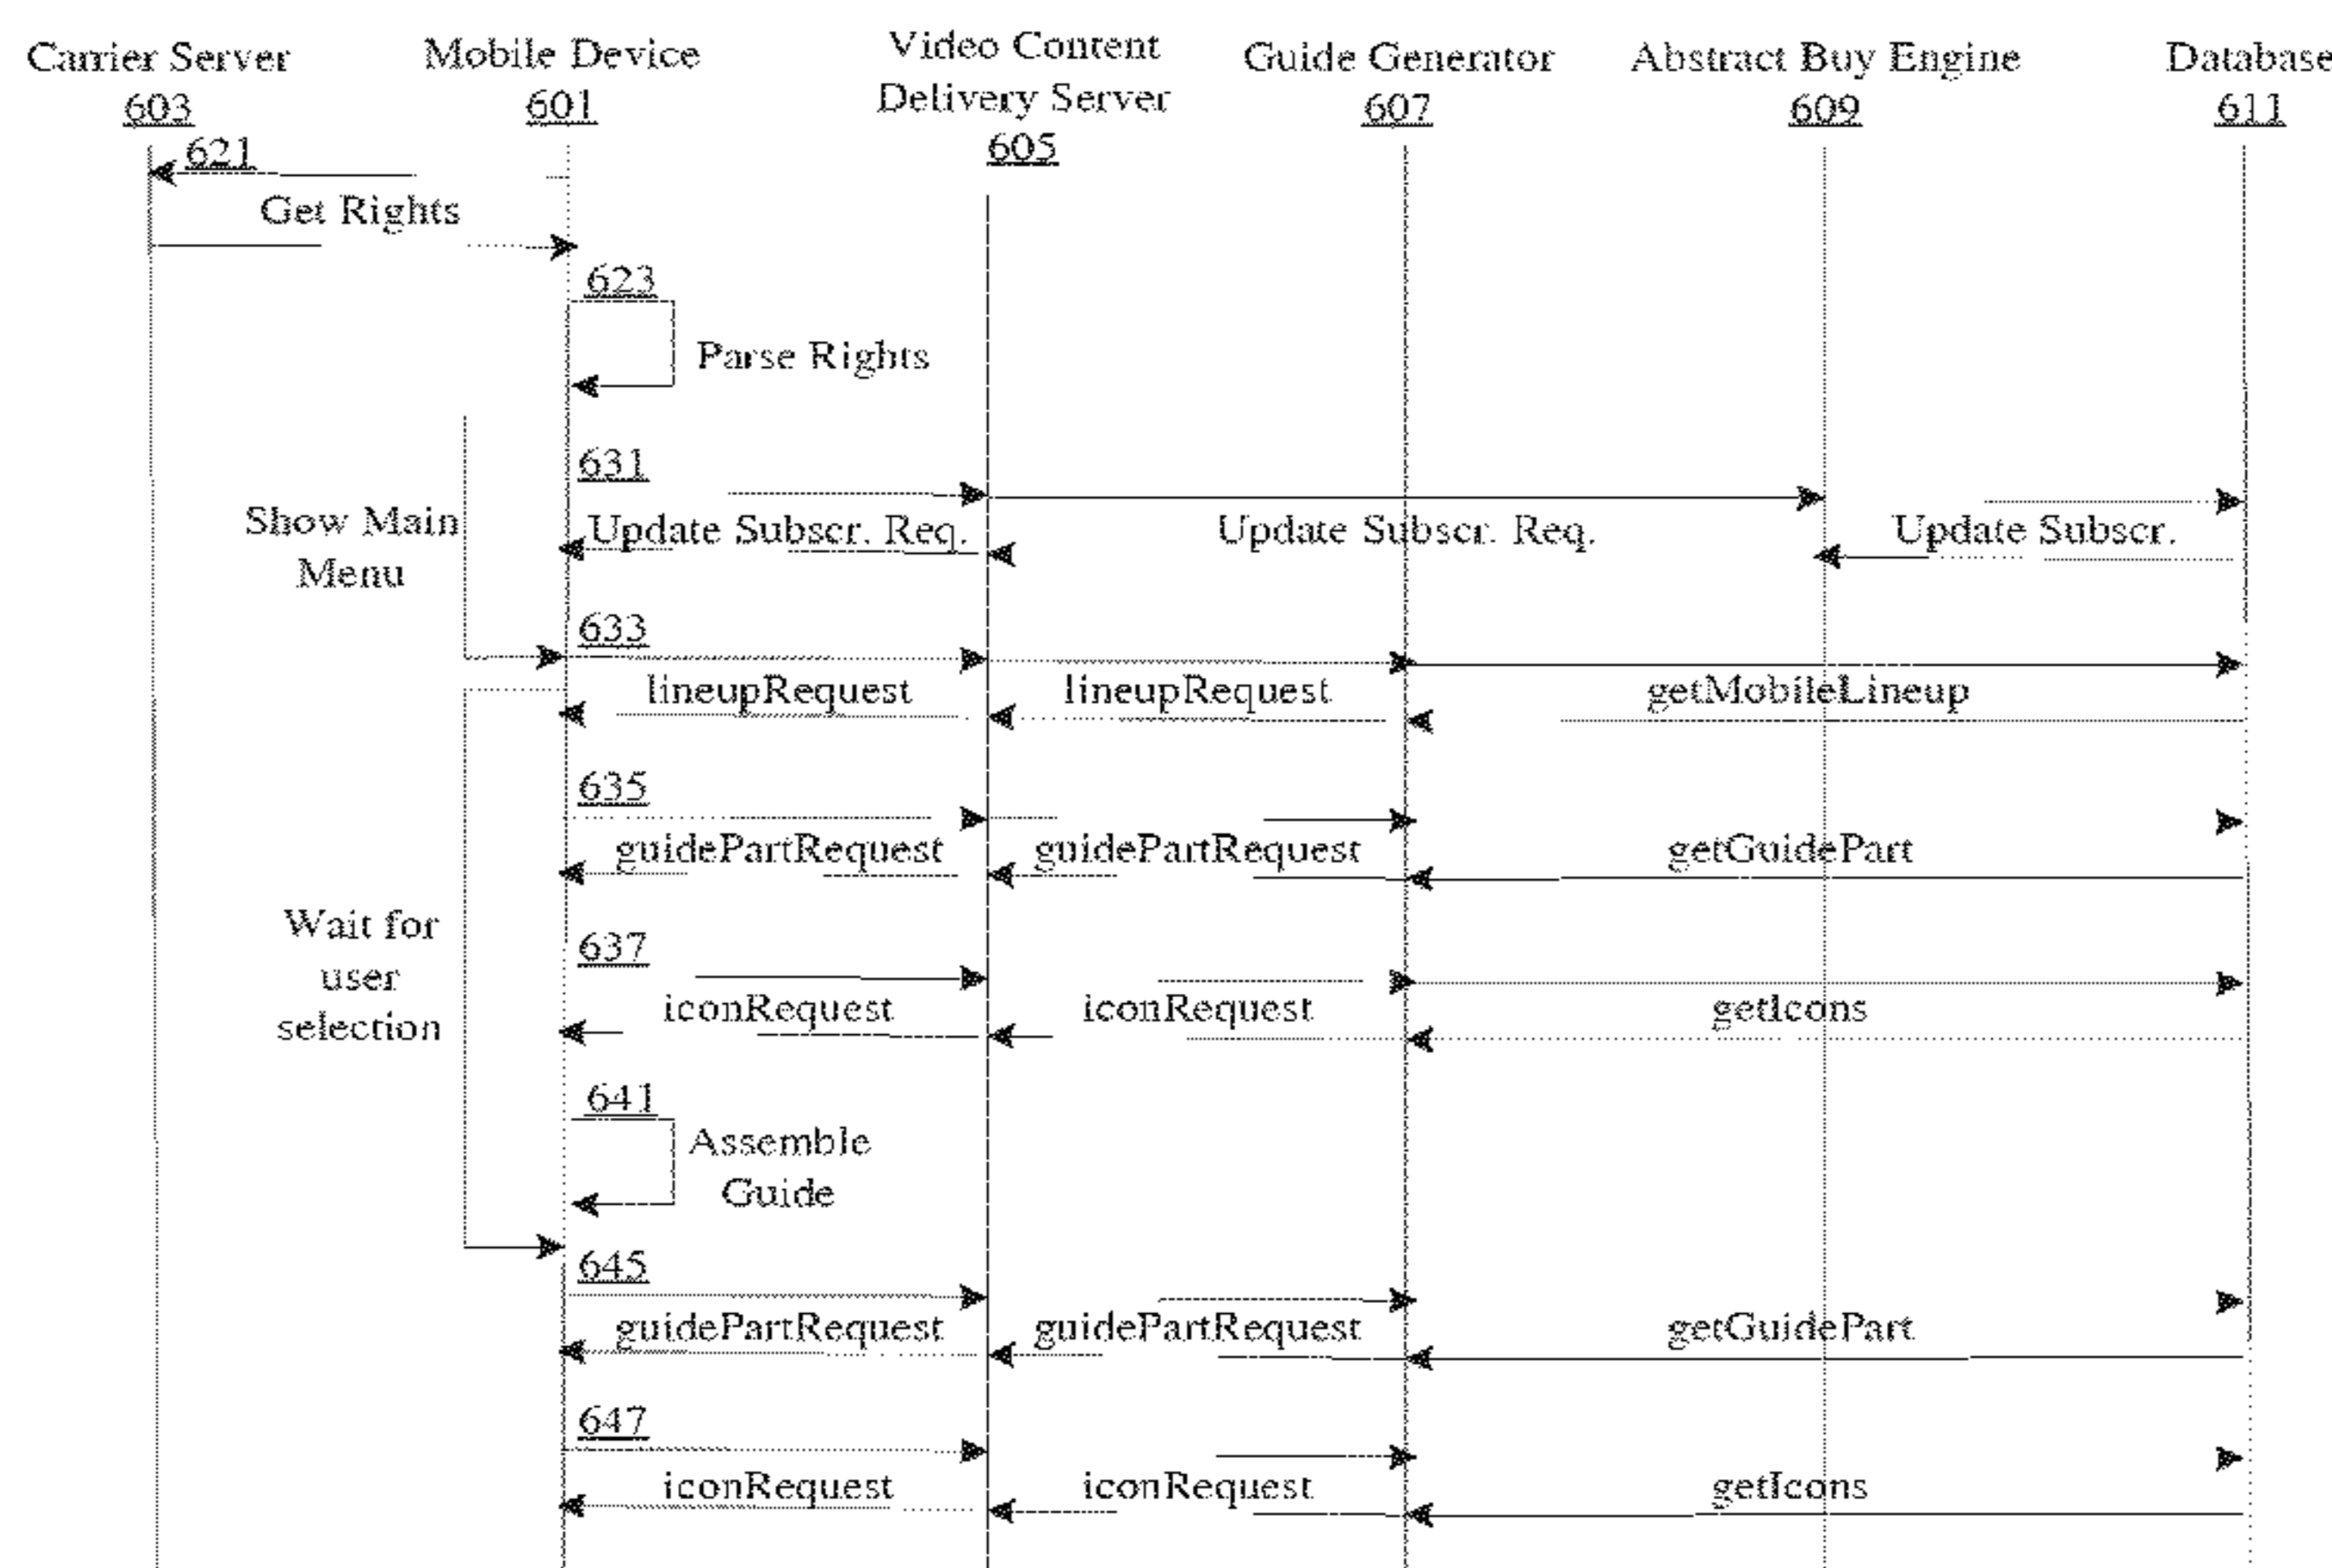 Carrier Server
603
Mobile Device
601
Video Content
Delivery Server
605
Guide Generator
607
Abstract Buy Engine
609
Database
611
621
Get Rights
623
Parse Rights
631
Show Main
Menu
Update Subscr. Req.
Update Subscr. Req.
Update Subscr.
633
lineupRequest
lineupRequest
getMobileLineup
635
guidePartRequest
guidePartRequest
getGuidePart
Wait for
user
selection
637
iconRequest
iconRequest
getIcons
641
Assemble
Guide
645
guidePartRequest
guidePartRequest
getGuidePart
647
iconRequest
iconRequest
getIcons